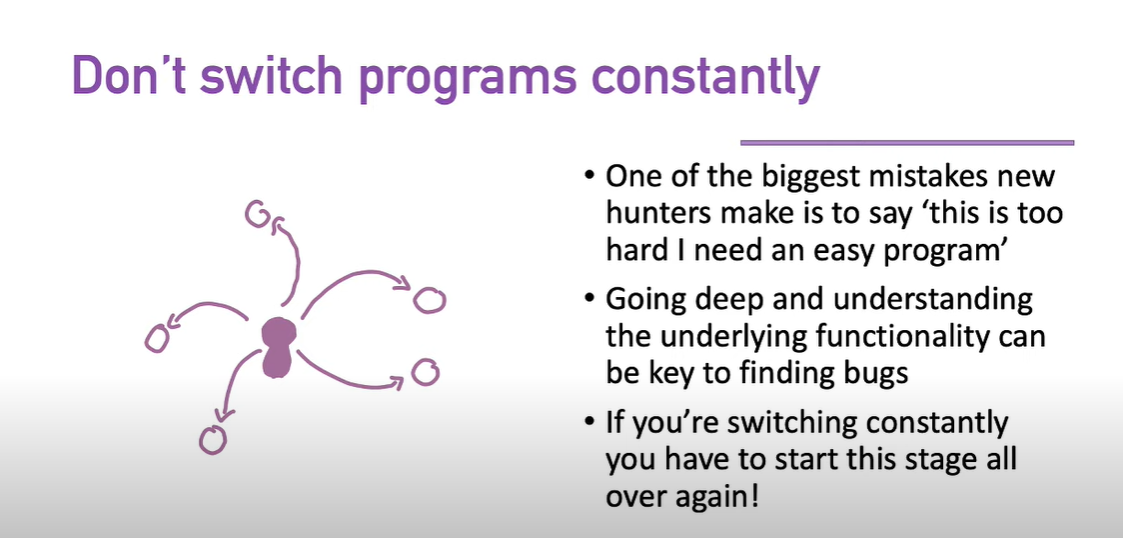 Don't switch programs constantly
• One of the biggest mistakes new
hunters make is to say ‘this is too
hard I need an easy program’
• Going deep and understanding
the underlying functionality can
be key to finding bugs
• If you’re switching constantly
you have to start this stage all
over again!